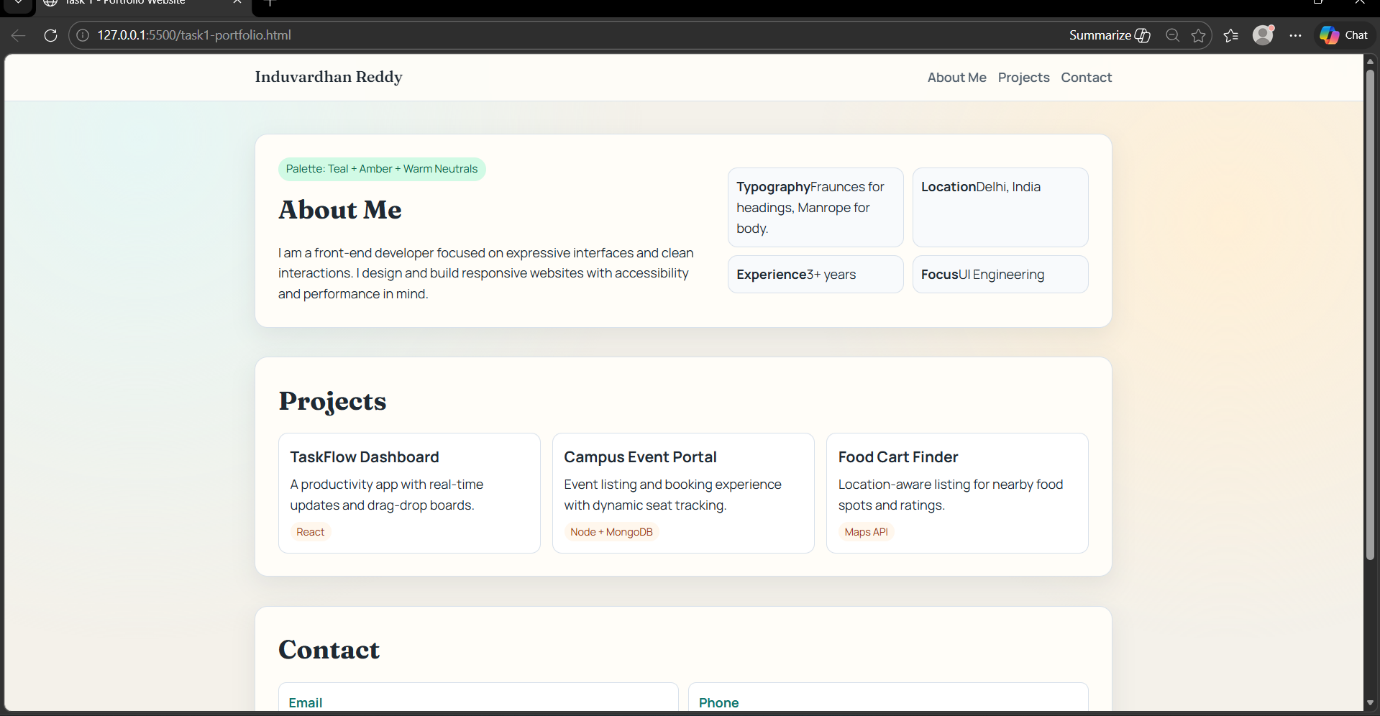 Task 1 - Portfolio Website
127.0.0.1:5500/task1-portfolio.html
Summarize
Chat
Induvardhan Reddy
About Me
Projects
Contact
Palette: Teal + Amber + Warm Neutrals
About Me
I am a front-end developer focused on expressive interfaces and clean
interactions. I design and build responsive websites with accessibility
and performance in mind.
TypographyFraunces for
headings, Manrope for
body.
LocationDelhi, India
Experience3+ years
FocusUI Engineering
Projects
TaskFlow Dashboard
A productivity app with real-time
updates and drag-drop boards.
React
Campus Event Portal
Event listing and booking experience
with dynamic seat tracking.
Node + MongoDB
Food Cart Finder
Location-aware listing for nearby food
spots and ratings.
Maps API
Contact
Email
Phone